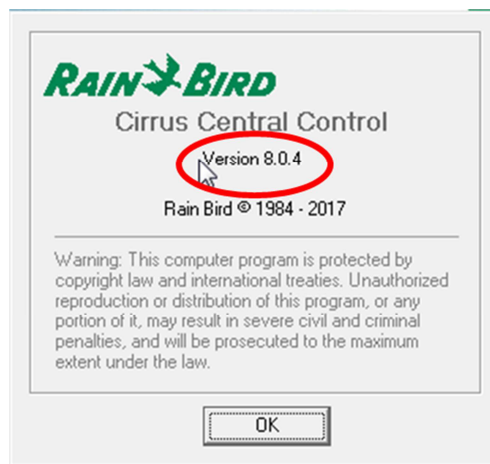 RAIN BIRD
Cirrus Central Control
Version 8.0.4
Rain Bird © 1984 - 2017
Warning: This computer program is protected by
copyright law and international treaties. Unauthorized
reproduction or distribution of this program, or any
portion of it, may result in severe civil and criminal
penalties, and will be prosecuted to the maximum
extent under the law.
OK